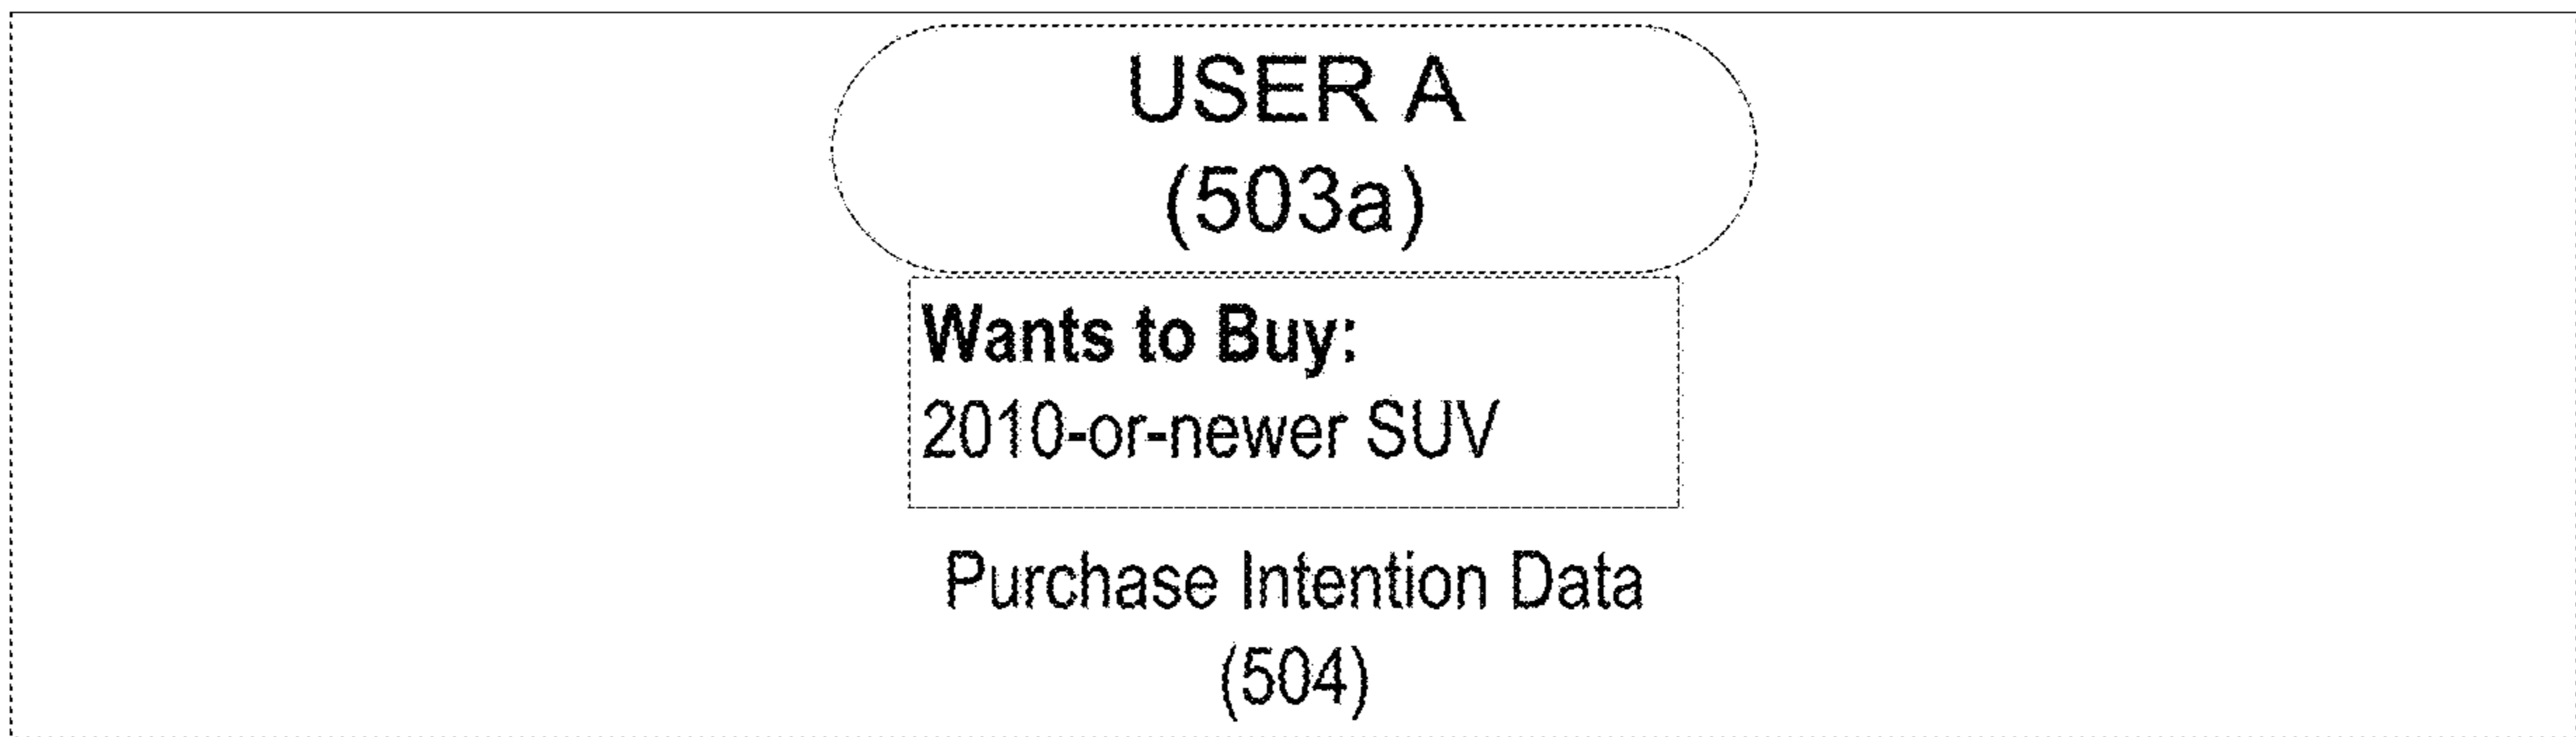 USER A
(503a)
Wants to Buy:
2010-or-newer SUV
Purchase Intention Data
(504)